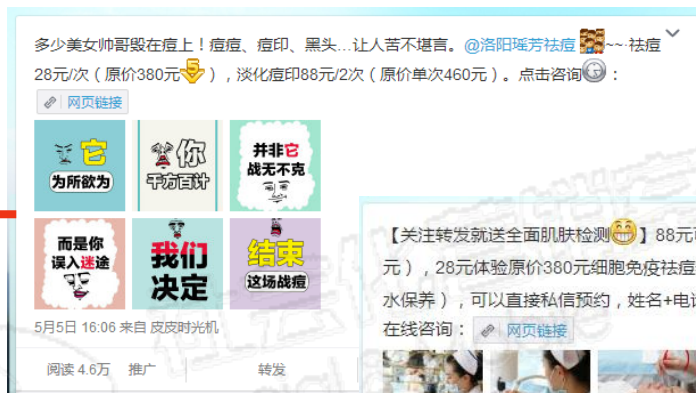 多少美女帅哥毁在痘上！痘痘、痘印、黑头...让人苦不堪言。@洛阳瑶芳祛痘 ~~·祛痘
28元/次（原价380元 ），淡化痘印88元/2次（原价单次460元）。点击咨询 ：
网页链接
它
为所欲为
你
千方百计
并非它
战无不克
而是你
误入迷途
我们
决定
结束
这场战痘
5月5日 16:06 来自 皮皮时光机
阅读 4.6万 推广 转发
【关注转发就送全面肌肤检测 】88元
元），28元体验原价380元细胞免疫祛痘
水保养），可以直接私信预约，姓名+电
在线咨询： 网页链接